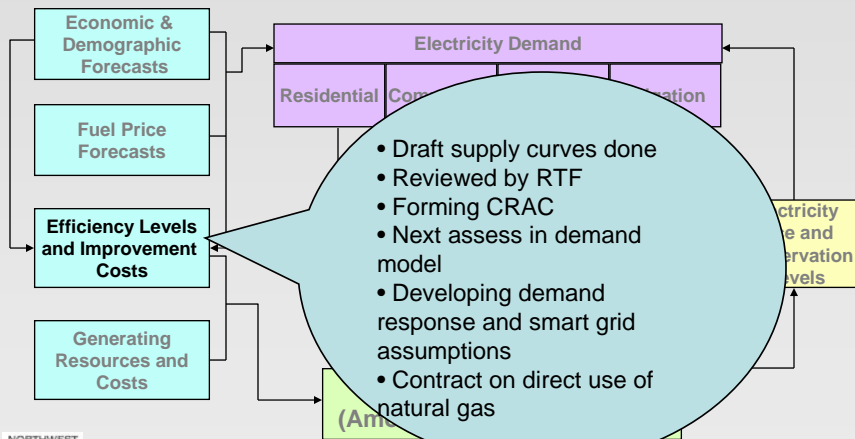 Economic &
Demographic
Forecasts
Electricity Demand
Residential
Fuel Price
Forecasts
• Draft supply curves done
• Reviewed by RTF
• Forming CRAC
• Next assess in demand
model
• Developing demand
response and smart grid
assumptions
• Contract on direct use of
natural gas
Efficiency Levels
and Improvement
Costs
and
Generating
Resources and
Costs
NORTHWEST